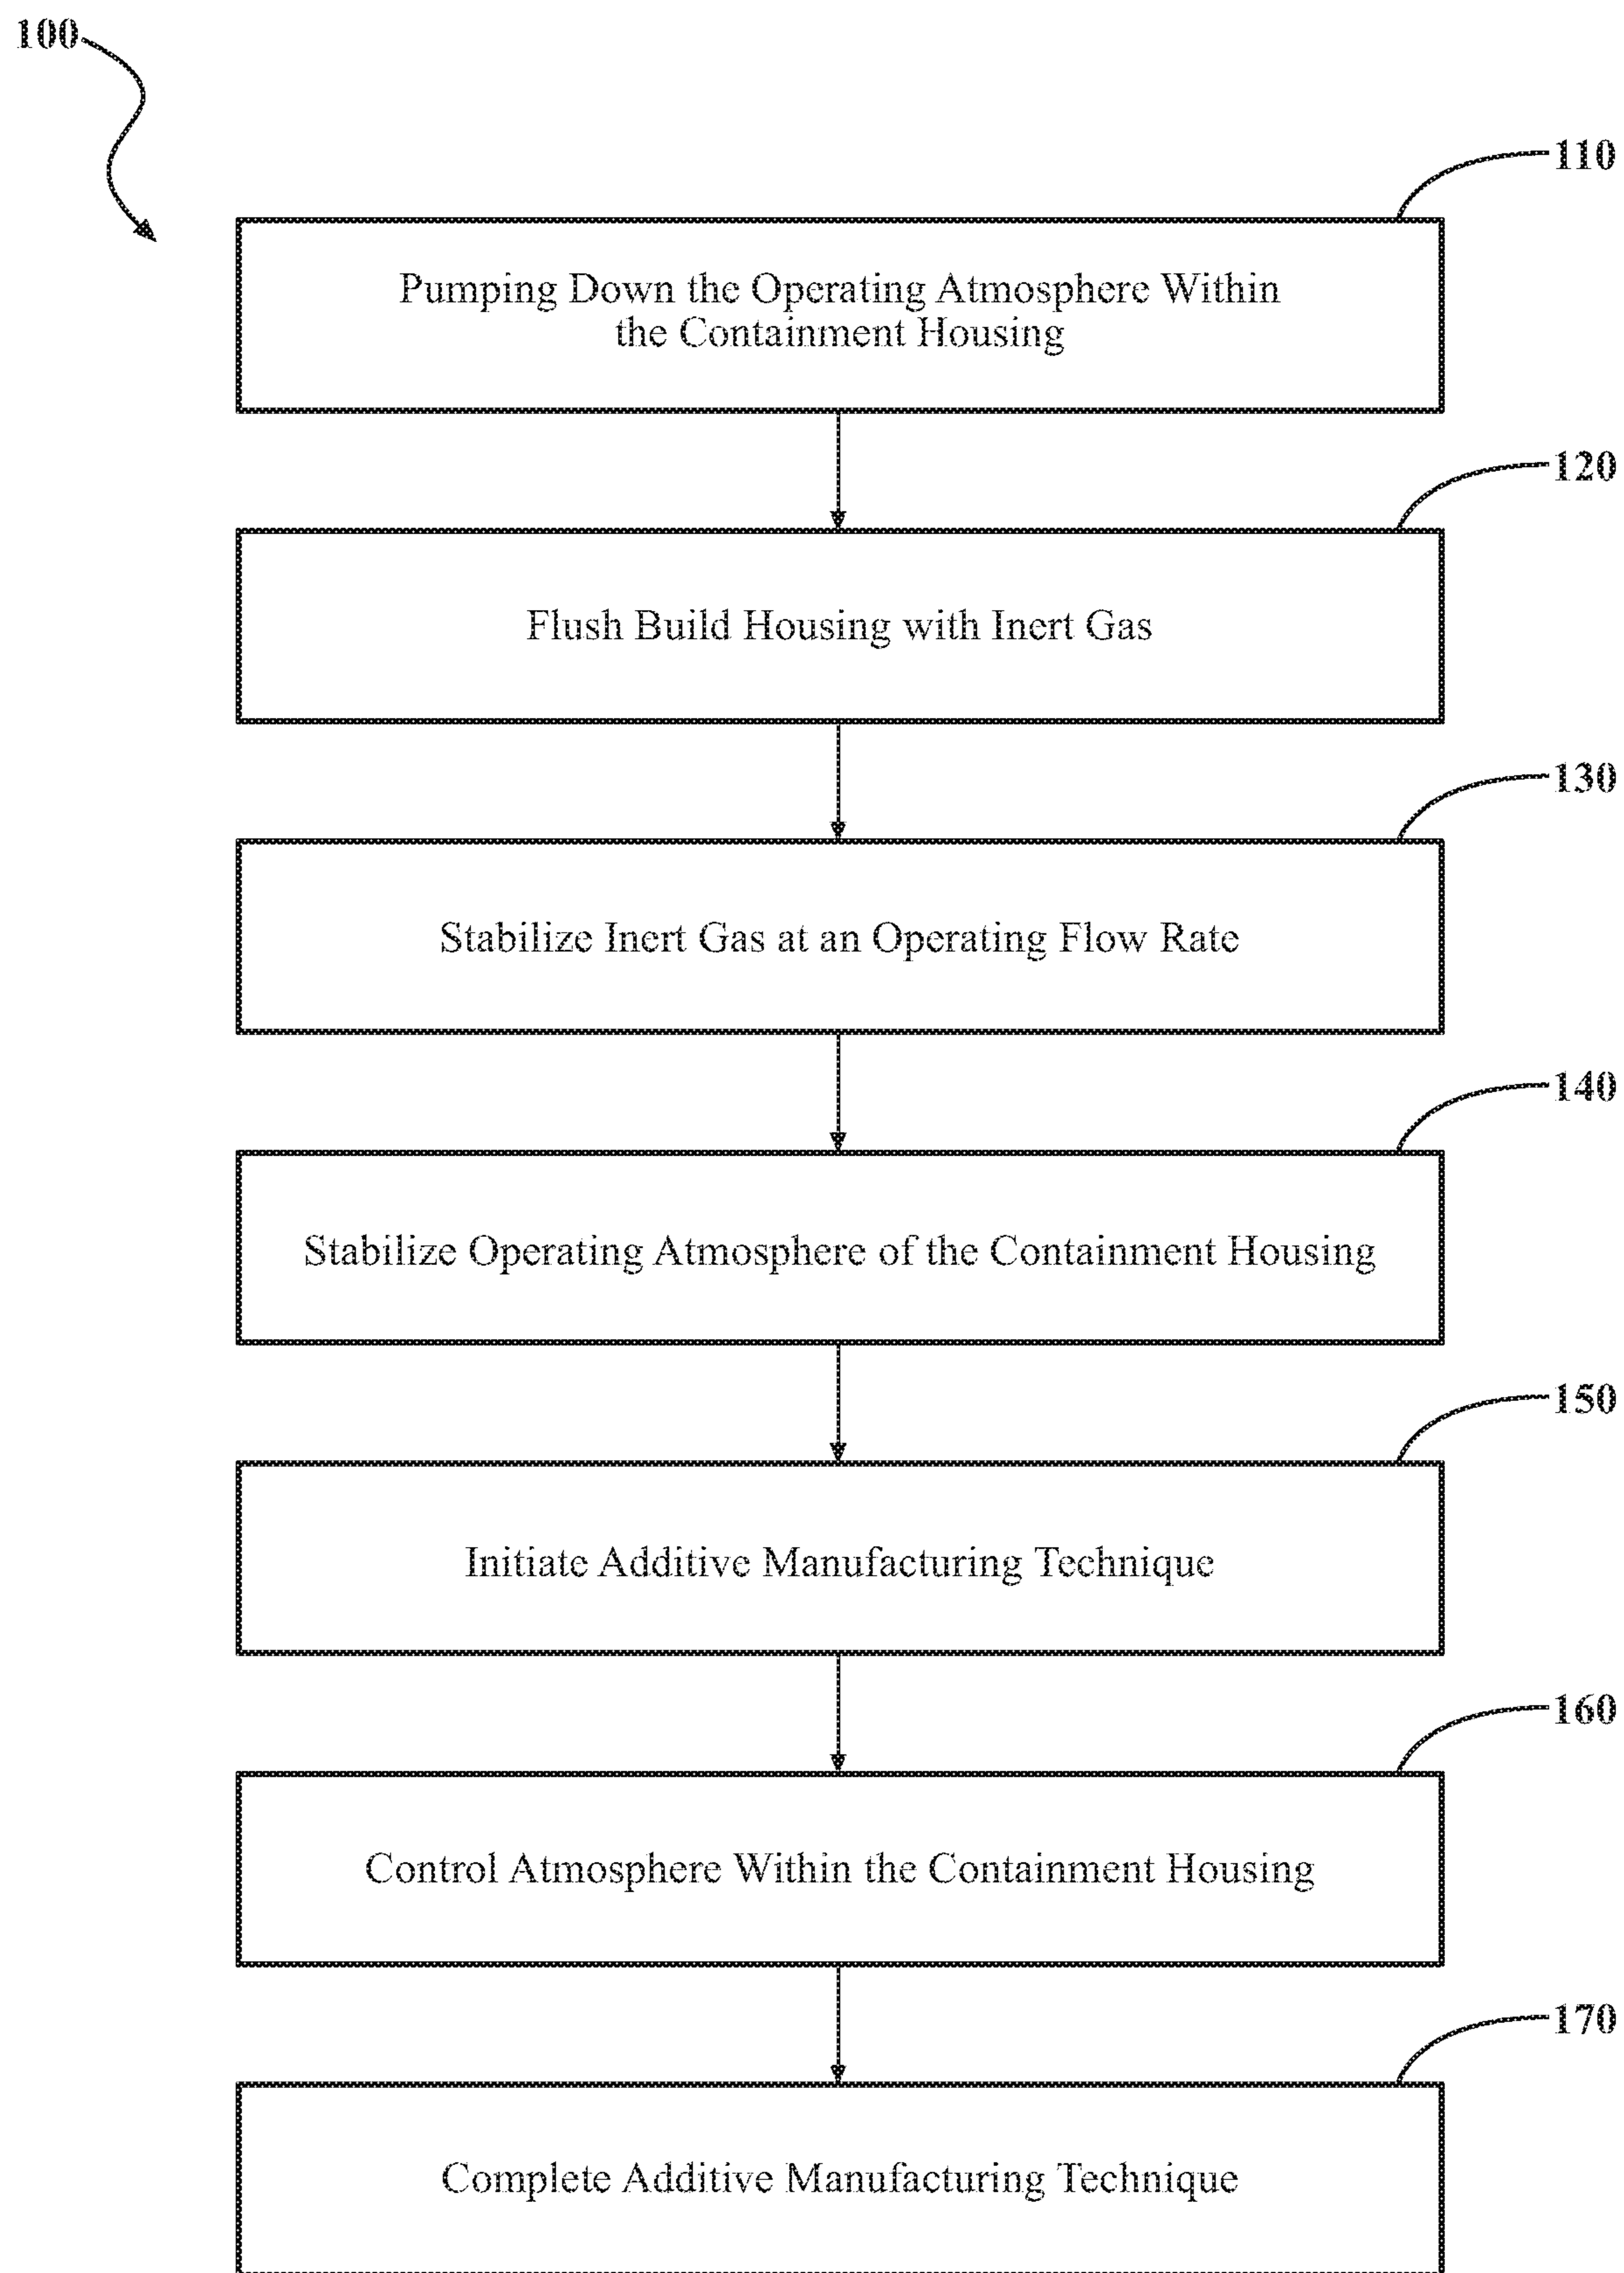 100
110
Pumping Down the Operating Atmosphere Within
the Containment Housing
120
Flush Build Housing with Inert Gas
130
Stabilize Inert Gas at an Operating Flow Rate
140
Stabilize Operating Atmosphere of the Containment Housing
150
Initiate Additive Manufacturing Technique
160
Control Atmosphere Within the Containment Housing
170
Complete Additive Manufacturing Technique